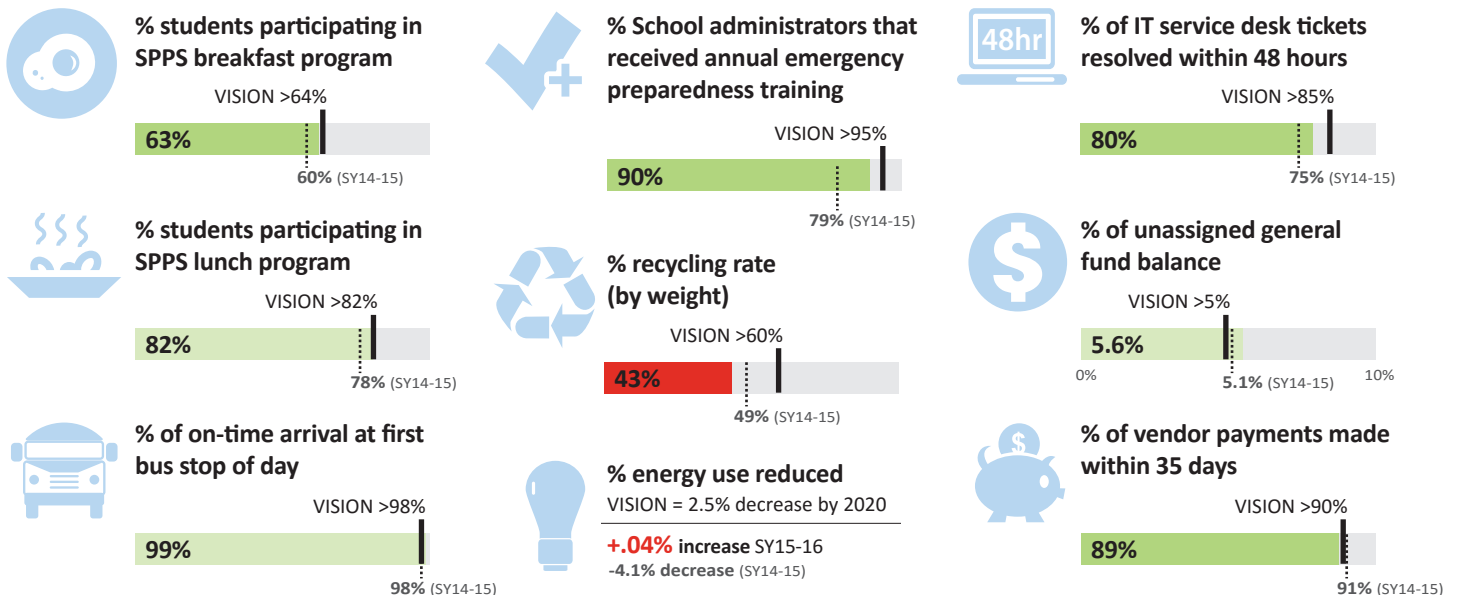 % students participating in
SPPS breakfast program
VISION >64%
63%
60% (SY14-15)
% students participating in
SPPS lunch program
VISION >82%
82%
78% (SY14-15)
% of on-time arrival at first
bus stop of day
VISION >98%
99%
98% (SY14-15)
% School administrators that
received annual emergency
preparedness training
VISION >95%
90%
79% (SY14-15)
% recycling rate
(by weight)
VISION >60%
43%
49% (SY14-15)
% energy use reduced
VISION = 2.5% decrease by 2020
+.04% increase SY15-16
-4.1% decrease (SY14-15)
48hr
% of IT service desk tickets
resolved within 48 hours
VISION >85%
80%
75% (SY14-15)
$
% of unassigned general
fund balance
VISION >5%
5.6%
0%
5.1% (SY14-15)
10%
$
% of vendor payments made
within 35 days
VISION >90%
89%
91% (SY14-15)